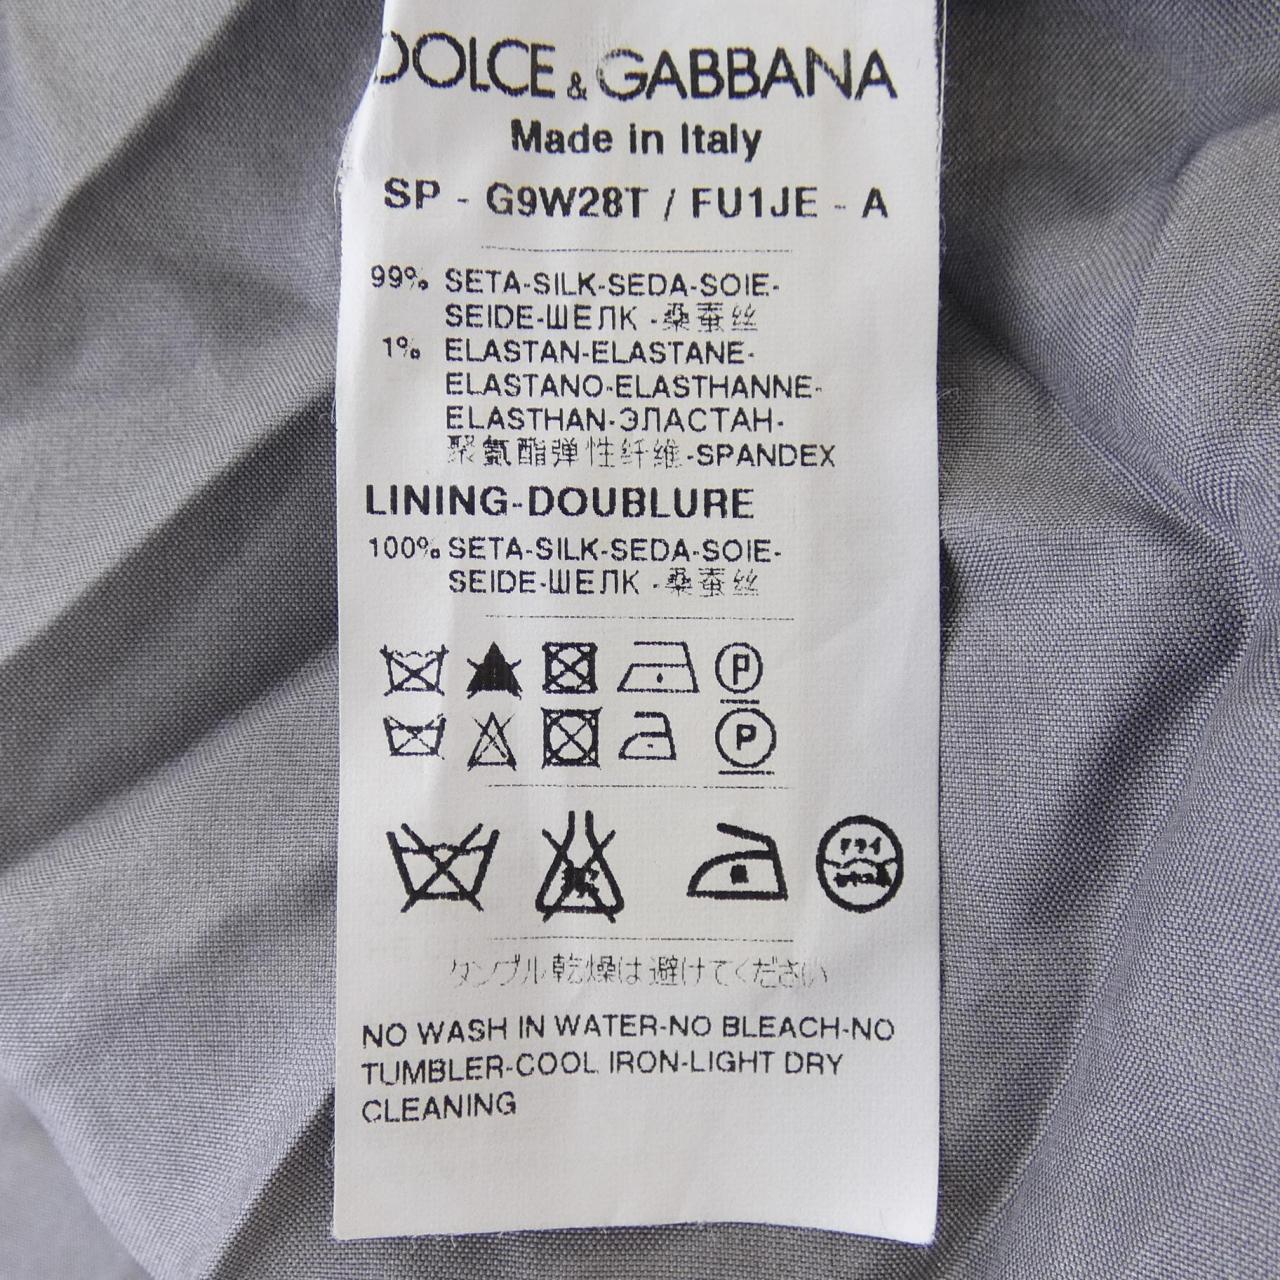 DOLCE & GABBANA
Made in Italy
SP - G9W28T / FU1JE - A
99% SETA-SILK-SEDA-SOIE-
SEIDE-ШЕЛК -桑蚕丝
1% ELASTAN-ELASTANE-
ELASTANO-ELASTHANNE-
ELASTHAN-ЭЛАСТАН-
聚氨酯弹性纤维-SPANDEX
LINING-DOUBLURE
100% SETA-SILK-SEDA-SOIE-
SEIDE-ШЕЛК -桑蚕丝
P
P
ドライ
タンブル乾燥は避けてください
NO WASH IN WATER-NO BLEACH-NO
TUMBLER-COOL IRON-LIGHT DRY
CLEANING